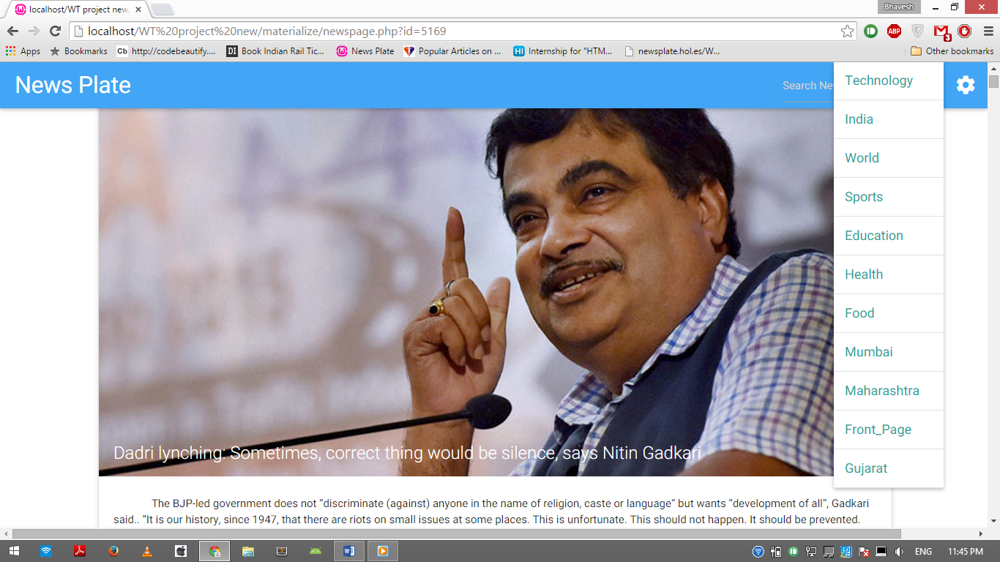 localhost/WT project new
Bhavesh
localhost/WT%20project%20new/materialize/newspage.php?id=5169
ABP
3
Apps
Bookmarks
Cb http://codebeautify....
DI Book Indian Rail Tic...
News Plate
Popular Articles on ...
HI Internship for "HTM...
newsplate.hol.es/W...
Other bookmarks
News Plate
Search Ne
Technology
India
World
Sports
Education
Health
Food
Mumbai
Maharashtra
Front_Page
Gujarat
Dadri lynching: Sometimes, correct thing would be silence, says Nitin Gadkari
The BJP-led government does not “discriminate (against) anyone in the name of religion, caste or language” but wants “development of all”, Gadkari
said.. “It is our history, since 1947, that there are riots on small issues at some places. This is unfortunate. This should not happen. It should be prevented.
ENG
11:45 PM